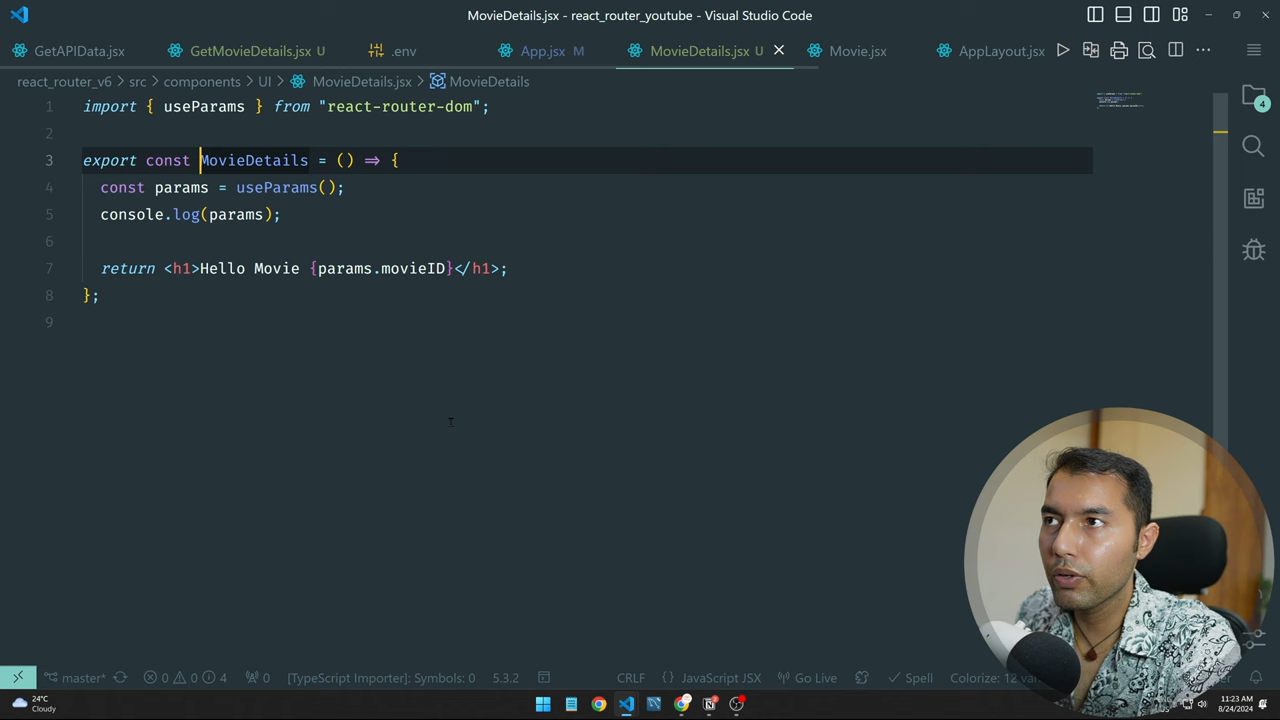 MovieDetails.jsx - react_router_youtube - Visual Studio Code
GetAPIData.jsx GetMovieDetails.jsx U .env App.jsx M MovieDetails.jsx U Movie.jsx AppLayout.jsx
react_router_v6 > src > components > UI > MovieDetails.jsx > MovieDetails
1 import { useParams } from "react-router-dom";
2
3 export const MovieDetails = () => {
4 const params = useParams();
5 console.log(params);
6
7 return <h1>Hello Movie {params.movieID}</h1>;
8 };
9
4
master* 0 0 4 0 [TypeScript Importer]: Symbols: 0 5.3.2 CRLF {} JavaScript JSX Go Live Spell Colorize: 12
24°C
Cloudy
11:23 AM
8/24/2024